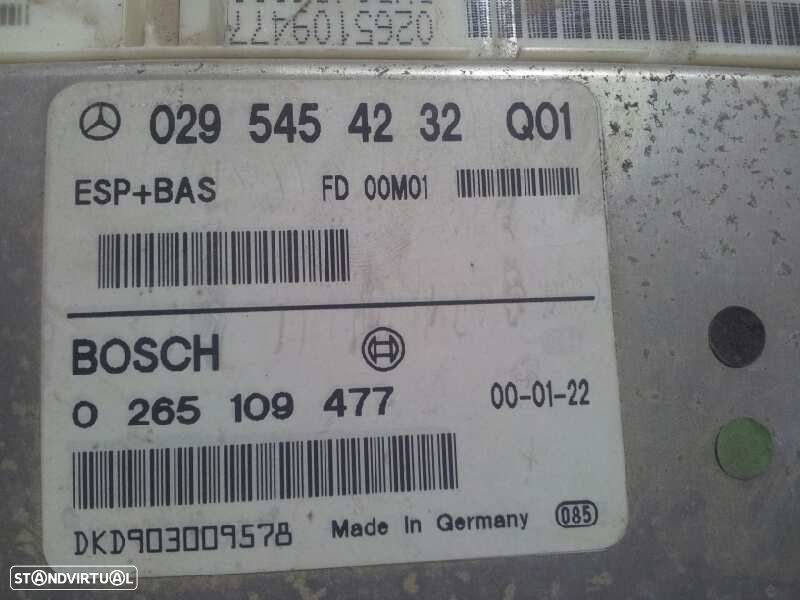 0265109477
029 545 42 32 Q01
ESP+BAS FD 00M01
BOSCH
0 265 109 477 00-01-22
DKD903009578 Made In Germany 085
STANDVIRTUAL